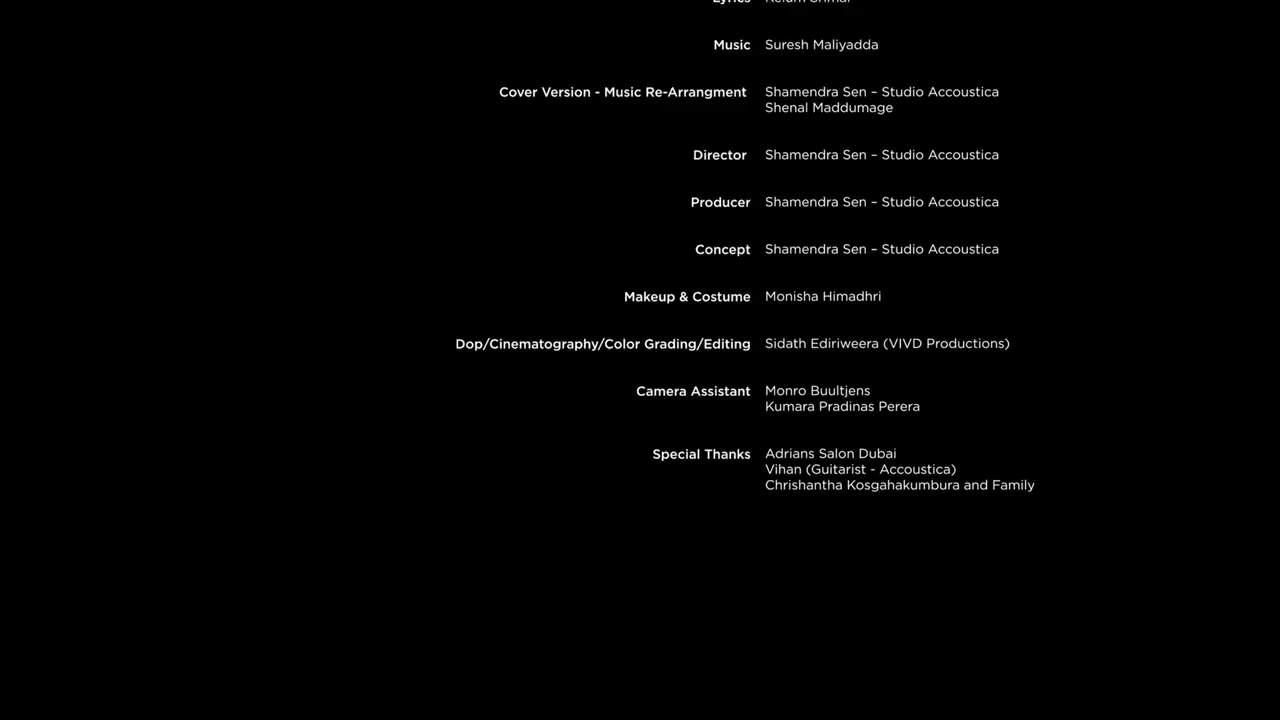 Music Suresh Maliyadda
Cover Version - Music Re-Arrangment Shamendra Sen – Studio Accoustica
Shenal Maddumage
Director Shamendra Sen – Studio Accoustica
Producer Shamendra Sen – Studio Accoustica
Concept Shamendra Sen – Studio Accoustica
Makeup & Costume Monisha Himadhri
Dop/Cinematography/Color Grading/Editing Sidath Ediriweera (VIVD Productions)
Camera Assistant Monro Buultjens
Kumara Pradinas Perera
Special Thanks Adrians Salon Dubai
Vihan (Guitarist - Accoustica)
Chrishantha Kosgahakumbura and Family